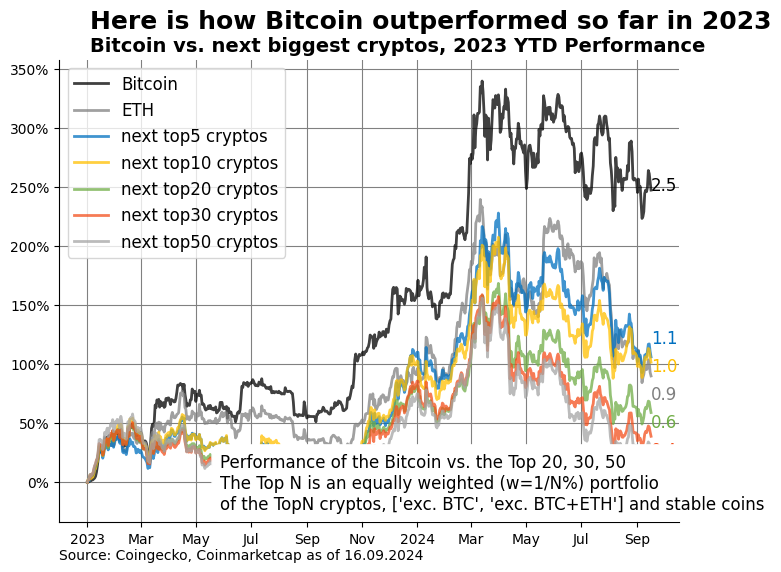 Here is how Bitcoin outperformed so far in 2023
Bitcoin vs. next biggest cryptos, 2023 YTD Performance
350%
300%
250%
200%
150%
100%
50%
0%
Bitcoin
ETH
next top5 cryptos
next top10 cryptos
next top20 cryptos
next top30 cryptos
next top50 cryptos
2.5
1.1
1.0
0.9
0.6
Performance of the Bitcoin vs. the Top 20, 30, 50
The Top N is an equally weighted (w=1/N%) portfolio
of the TopN cryptos, ['exc. BTC', 'exc. BTC+ETH'] and stable coins
2023 Mar May Jul Sep Nov 2024 Mar May Jul Sep
Source: Coingecko, Coinmarketcap as of 16.09.2024